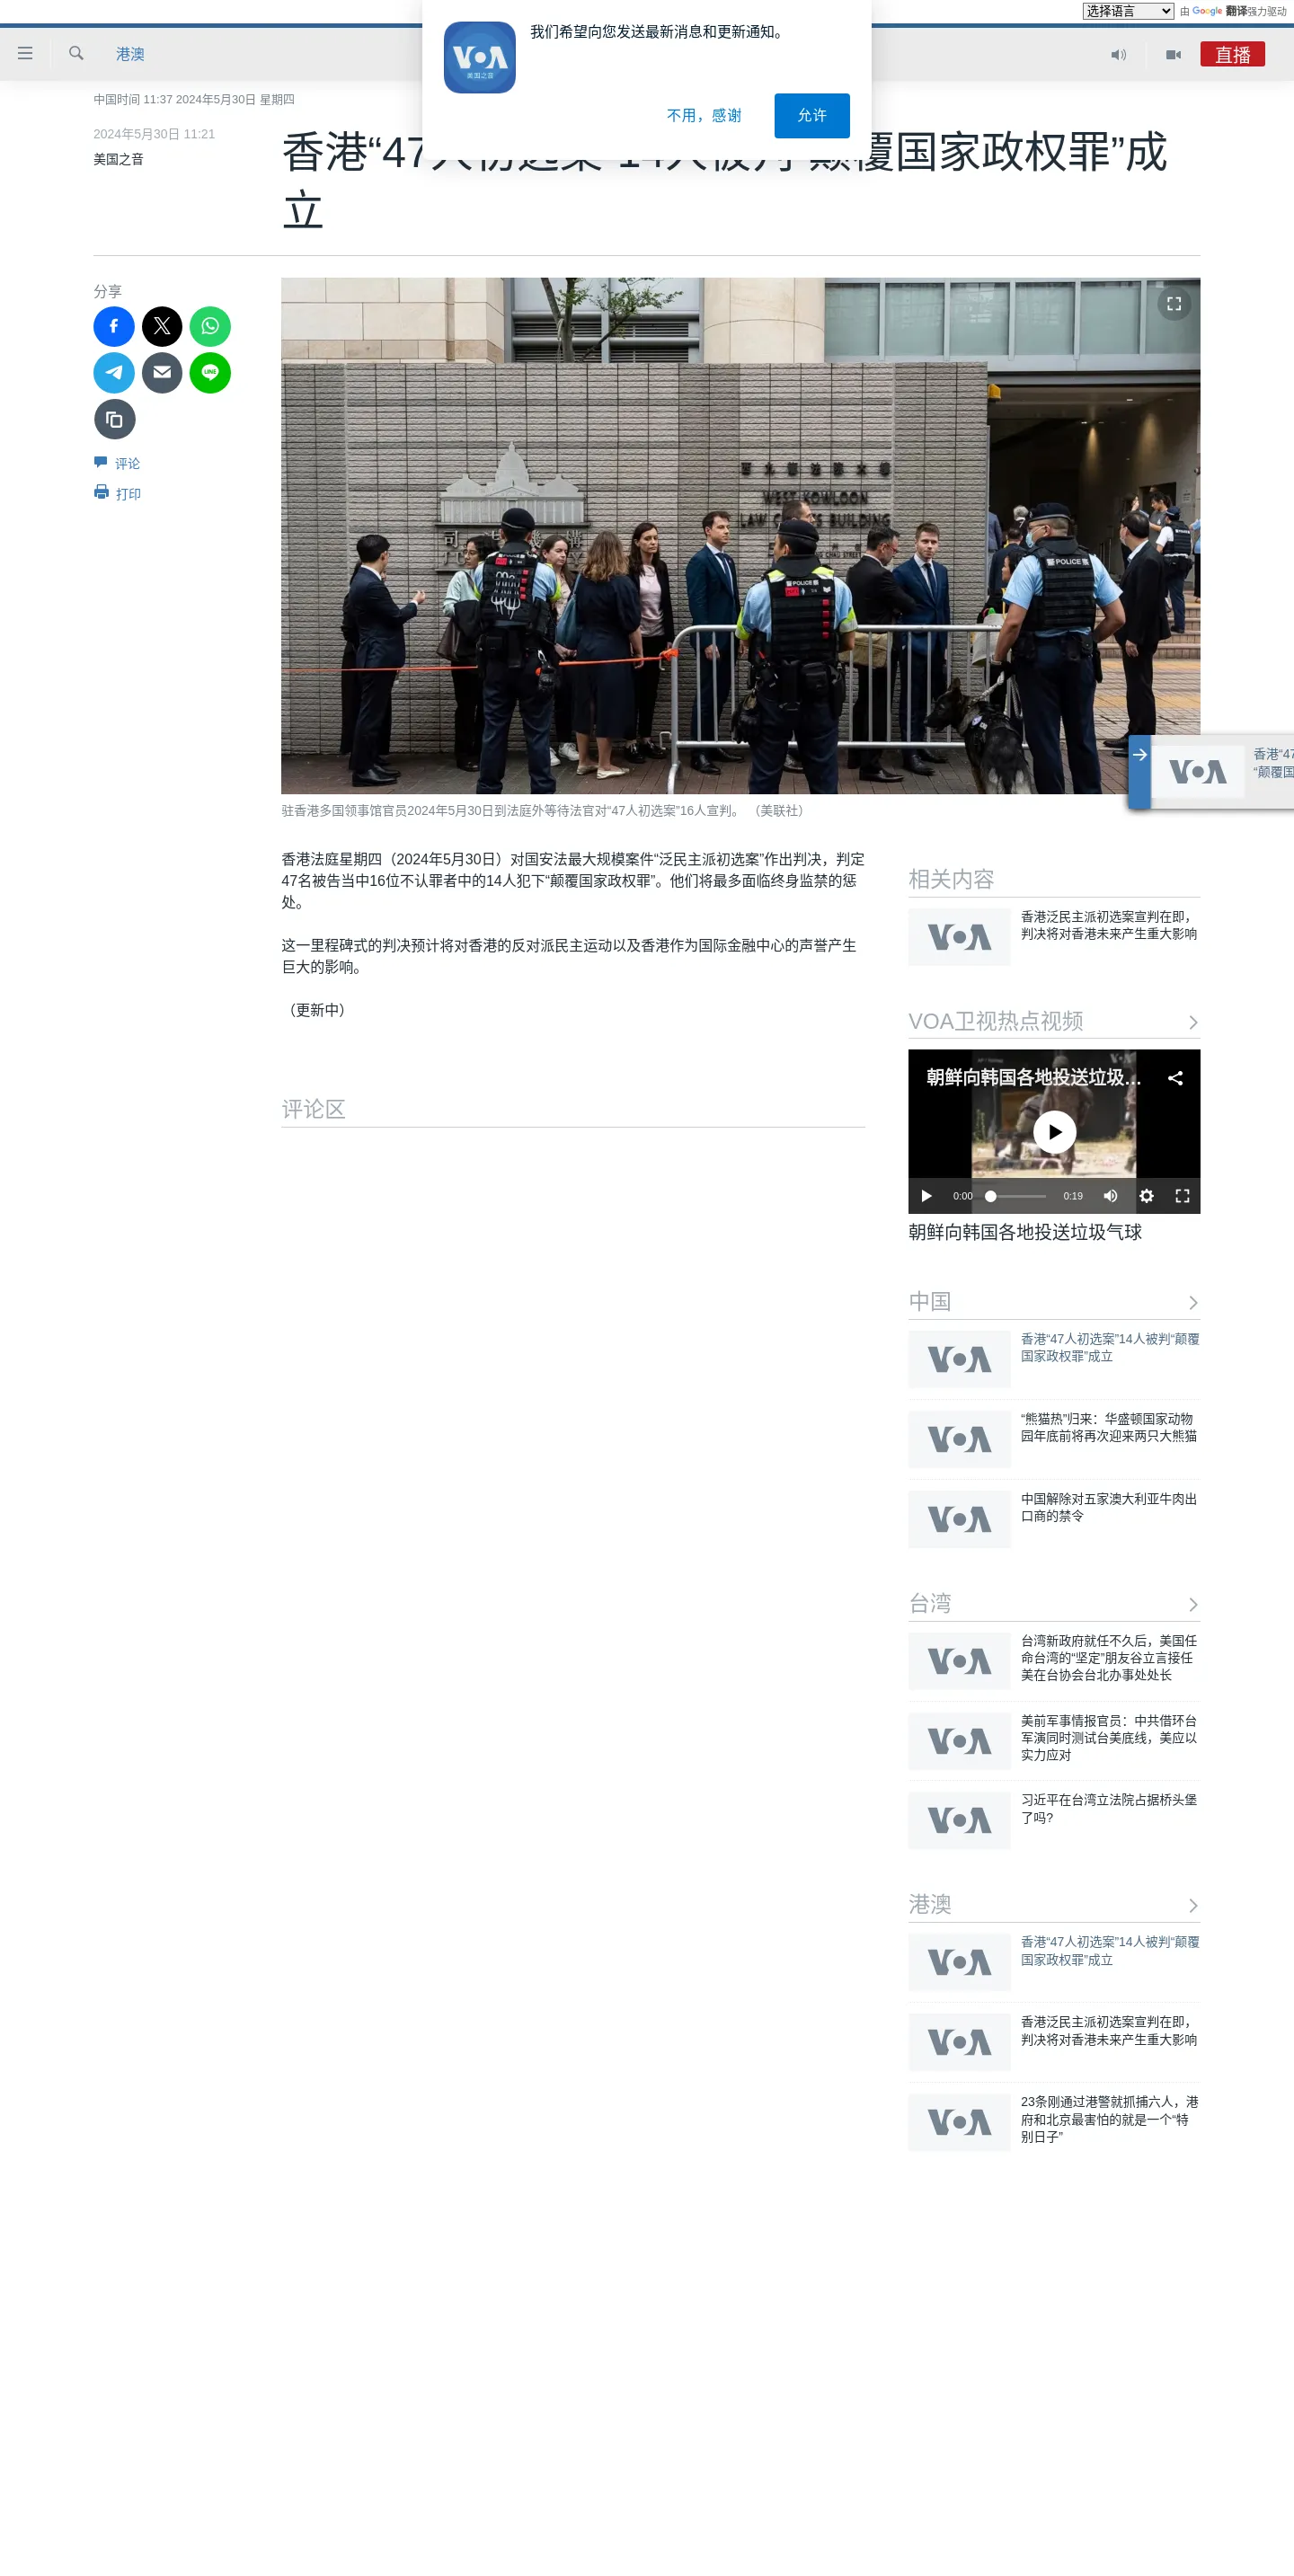 选择语言 由 Google 翻译强力驱动
我们希望向您发送最新消息和更新通知。
VOA
美国之音
不用，感谢
允许
港澳
直播
中国时间 11:37 2024年5月30日 星期四
2024年5月30日 11:21
美国之音
香港“47
覆国家政权罪”成
立
分享
评论
打印
WEST KOWLOON
LAW COURTS BUILDING
POLICE
POLICE
POLICE
香港“47
“颠覆国
驻香港多国领事馆官员2024年5月30日到法庭外等待法官对“47人初选案”16人宣判。 （美联社）
香港法庭星期四（2024年5月30日）对国安法最大规模案件“泛民主派初选案”作出判决，判定
47名被告当中16位不认罪者中的14人犯下“颠覆国家政权罪”。他们将最多面临终身监禁的惩
处。
这一里程碑式的判决预计将对香港的反对派民主运动以及香港作为国际金融中心的声誉产生
巨大的影响。
（更新中）
评论区
相关内容
VOA
香港泛民主派初选案宣判在即，
判决将对香港未来产生重大影响
VOA卫视热点视频
朝鲜向韩国各地投送垃圾...
0:00
0:19
朝鲜向韩国各地投送垃圾气球
中国
VOA
香港“47人初选案”14人被判“颠覆
国家政权罪”成立
VOA
“熊猫热”归来：华盛顿国家动物
园年底前将再次迎来两只大熊猫
VOA
中国解除对五家澳大利亚牛肉出
口商的禁令
台湾
VOA
台湾新政府就任不久后，美国任
命台湾的“坚定”朋友谷立言接任
美在台协会台北办事处处长
VOA
美前军事情报官员：中共借环台
军演同时测试台美底线，美应以
实力应对
VOA
习近平在台湾立法院占据桥头堡
了吗?
港澳
VOA
香港“47人初选案”14人被判“颠覆
国家政权罪”成立
VOA
香港泛民主派初选案宣判在即，
判决将对香港未来产生重大影响
VOA
23条刚通过港警就抓捕六人，港
府和北京最害怕的就是一个“特
别日子”